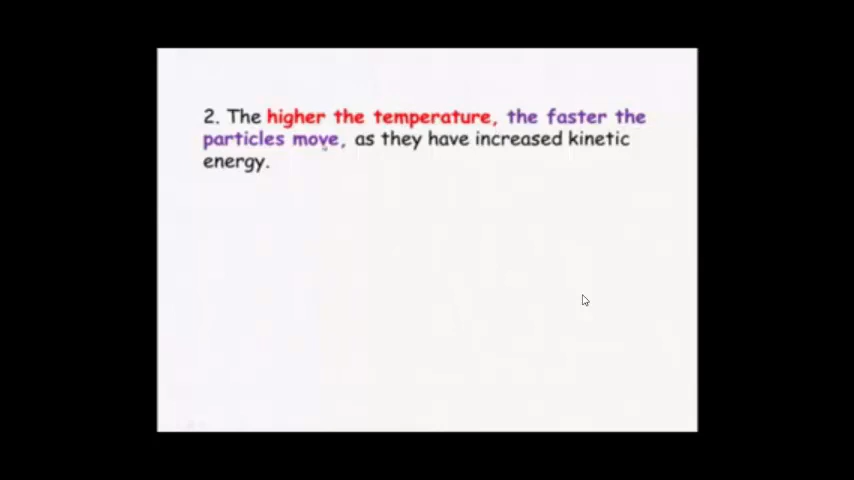 2. The higher the temperature, the faster the
particles move, as they have increased kinetic
energy.